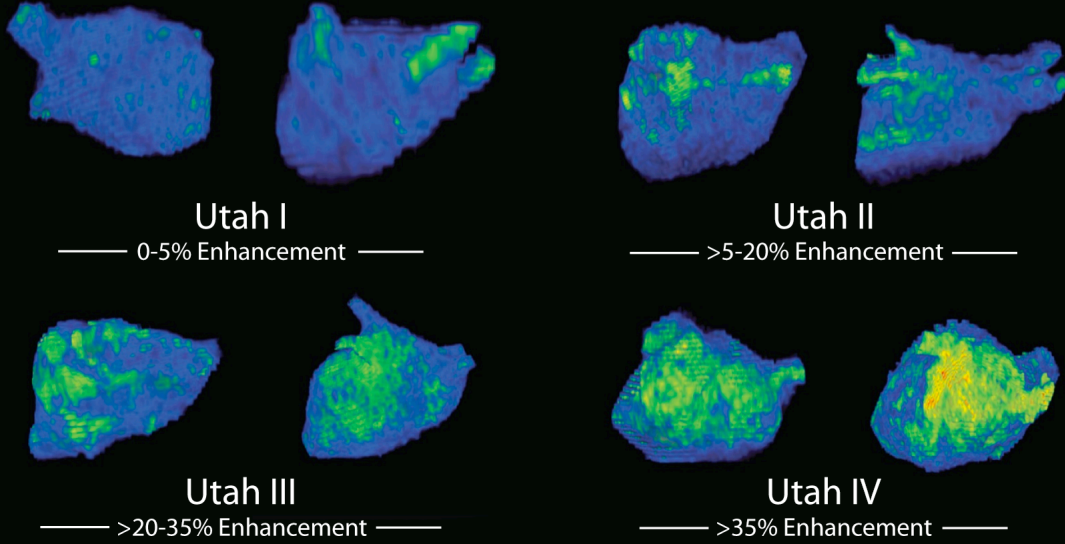 Utah I
0-5% Enhancement
Utah II
>5-20% Enhancement
Utah III
>20-35% Enhancement
Utah IV
>35% Enhancement